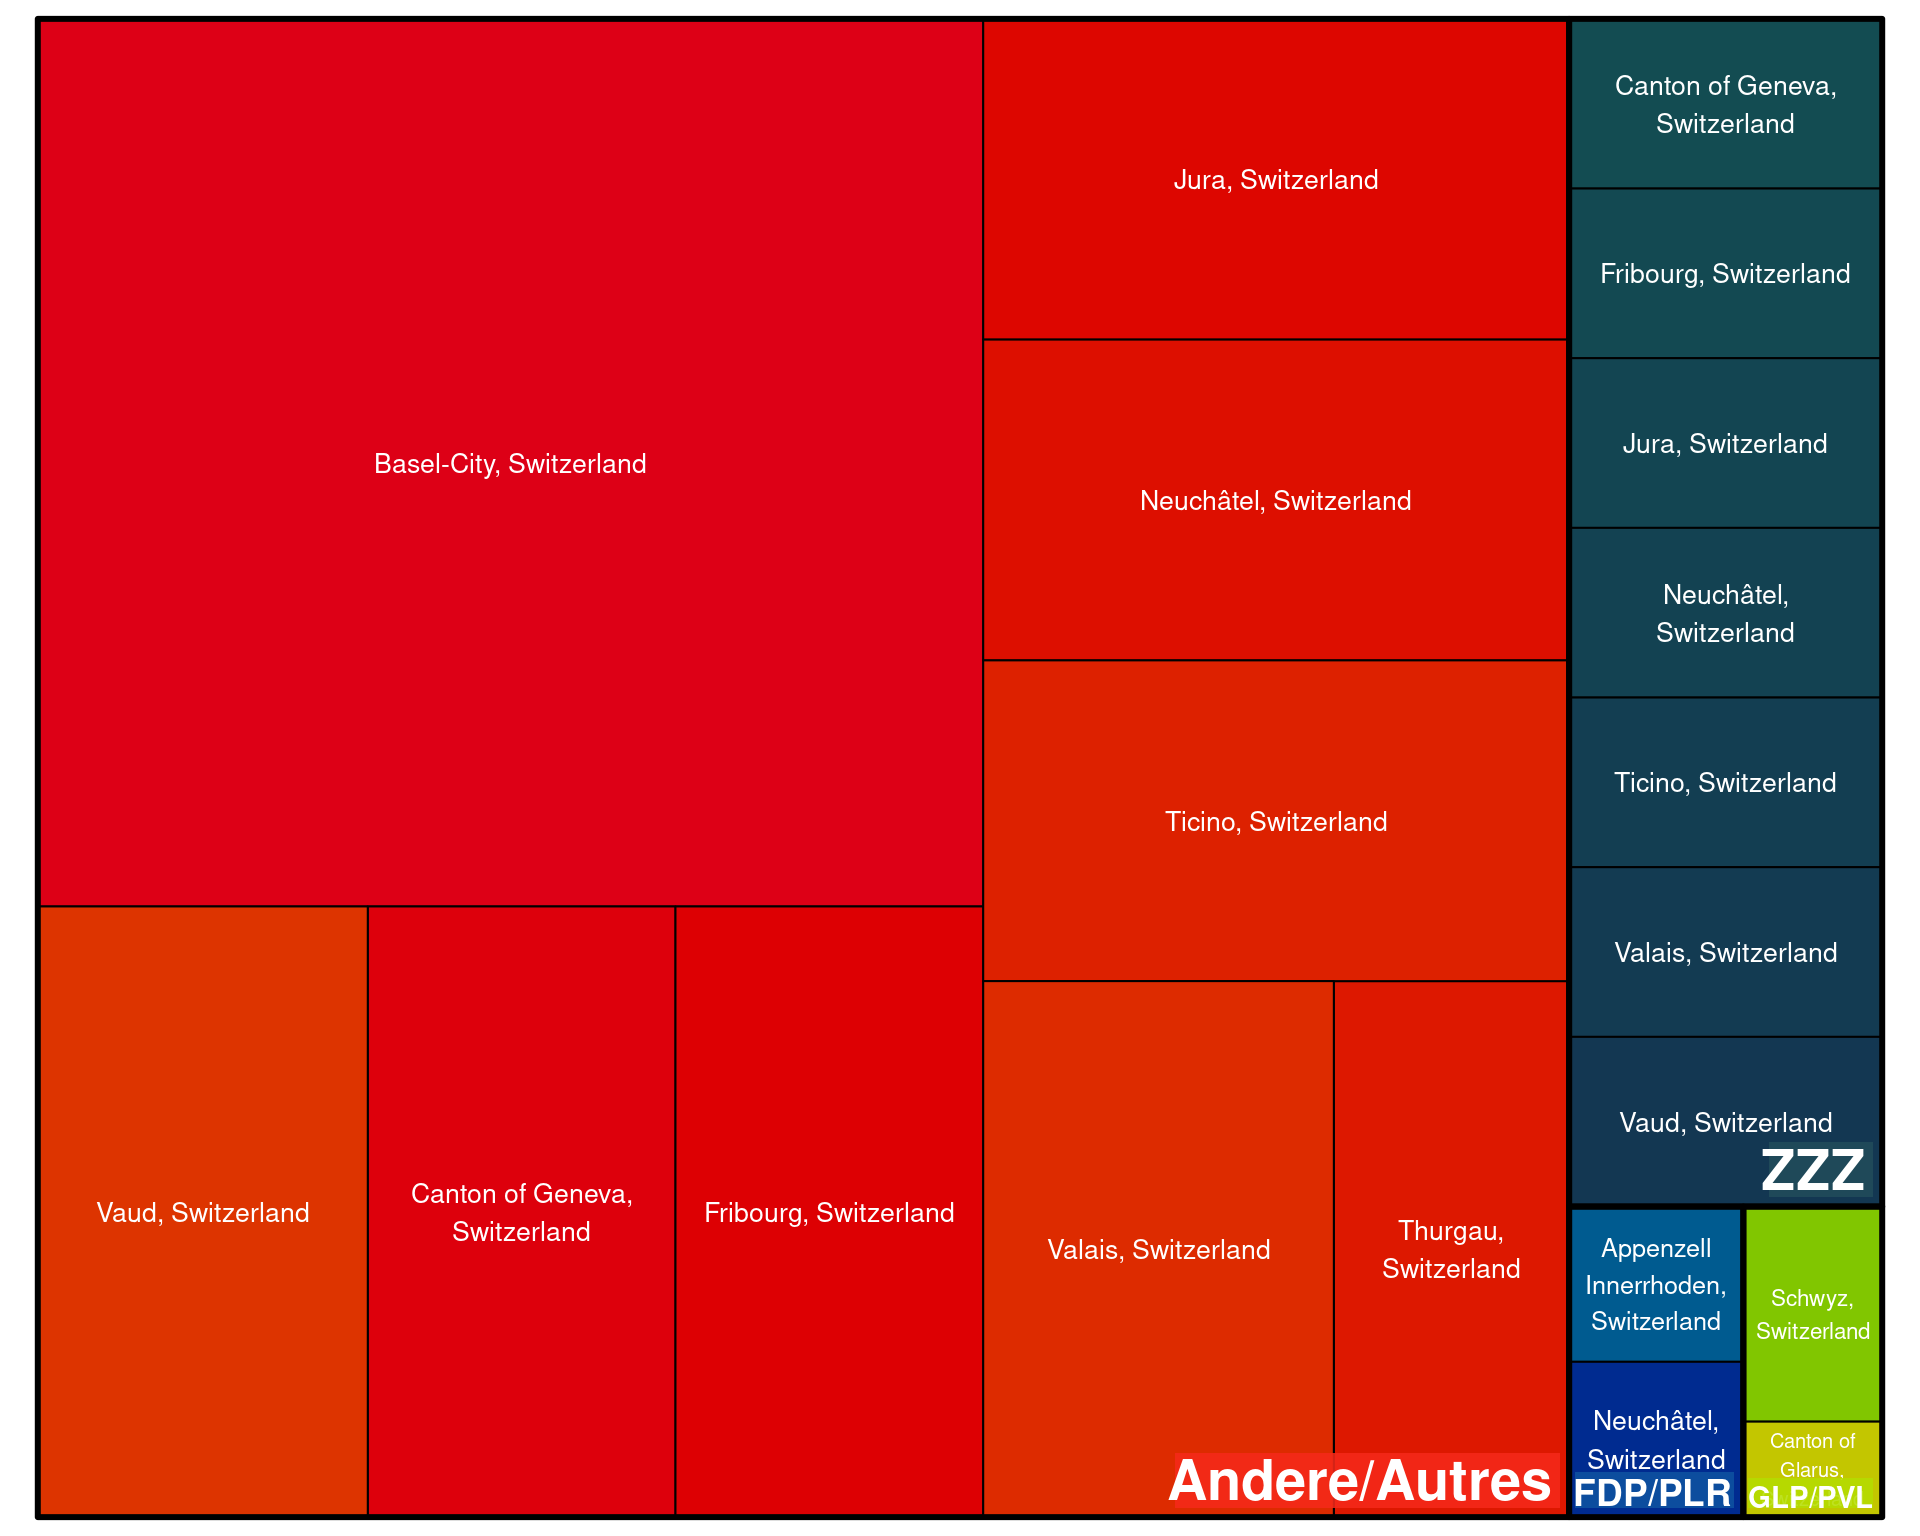 Basel-City, Switzerland
Vaud, Switzerland
Canton of Geneva,
Switzerland
Fribourg, Switzerland
Jura, Switzerland
Neuchâtel, Switzerland
Ticino, Switzerland
Valais, Switzerland
Thurgau,
Switzerland
Andere/Autres
Canton of Geneva,
Switzerland
Fribourg, Switzerland
Jura, Switzerland
Neuchâtel,
Switzerland
Ticino, Switzerland
Valais, Switzerland
Vaud, Switzerland
ZZZ
Appenzell
Innerrhoden,
Switzerland
Neuchâtel,
Switzerland
FDP/PLR
Schwyz,
Switzerland
Canton of
Glarus,
GLP/PVL